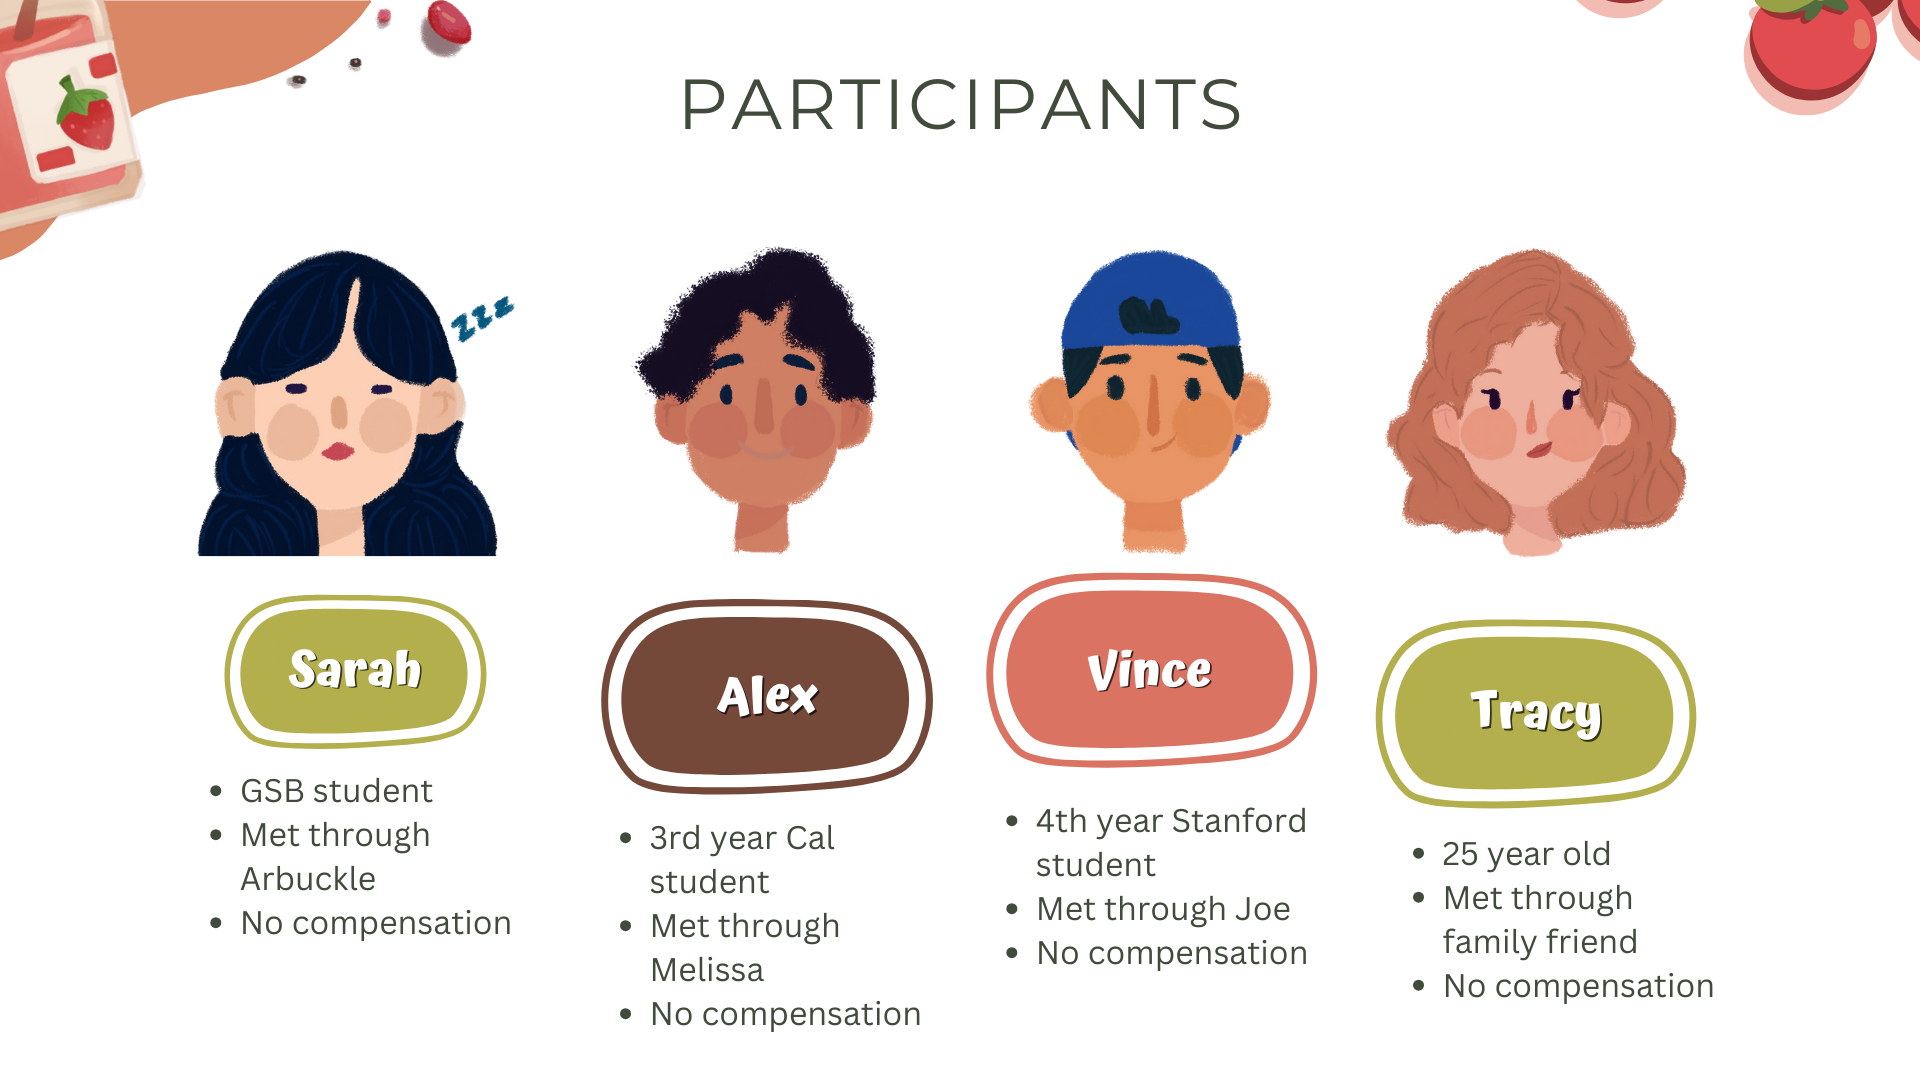 PARTICIPANTS
zzz
Sarah
• GSB student
• Met through
Arbuckle
• No compensation
Alex
• 3rd year Cal
student
• Met through
Melissa
• No compensation
Vince
• 4th year Stanford
student
• Met through Joe
• No compensation
Tracy
• 25 year old
• Met through
family friend
• No compensation